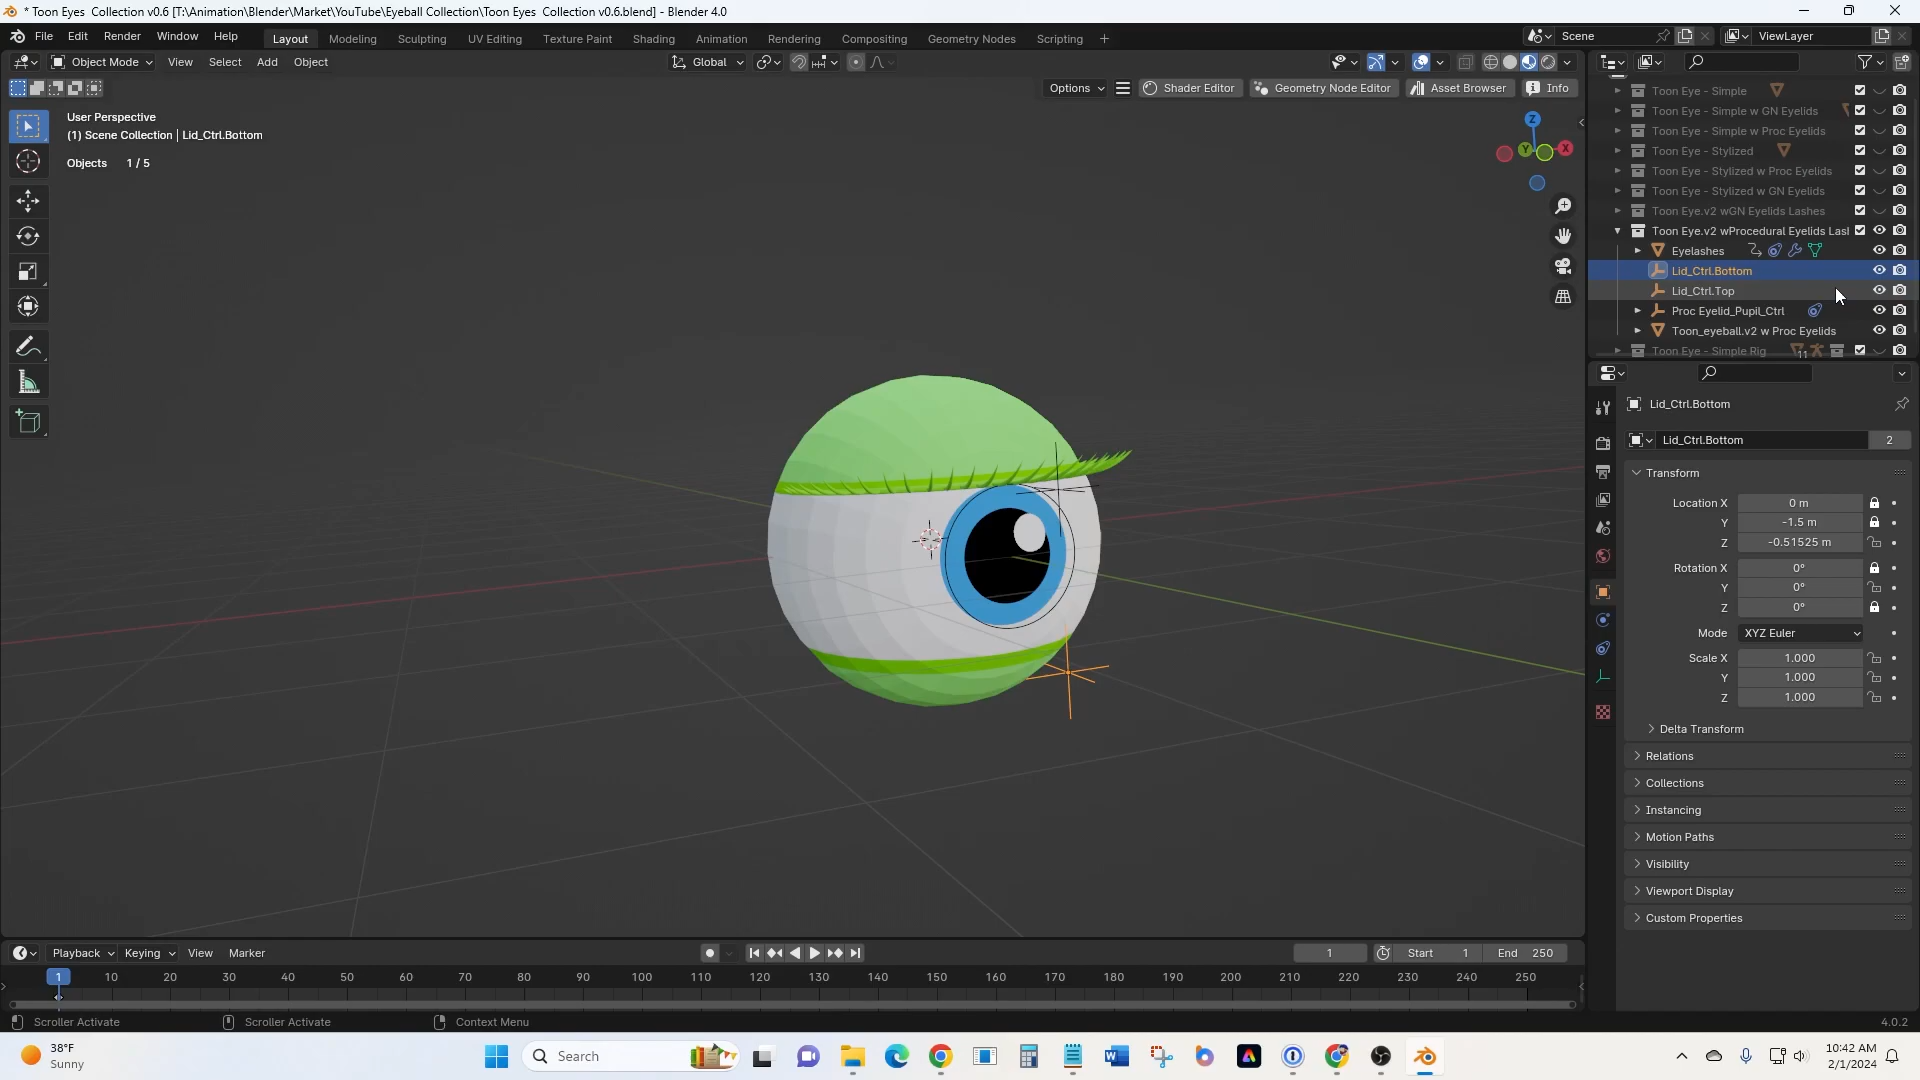 * Toon Eyes  Collection v0.6 [T:\Animation\Blender\Market\YouTube\Eyeball Collection\Toon Eyes  Collection v0.6.blend] - Blender 4.0
File Edit Render Window Help Layout Modeling Sculpting UV Editing Texture Paint Shading Animation Rendering Compositing Geometry Nodes Scripting + Scene ViewLayer
Object Mode View Select Add Object Global
Options Shader Editor Geometry Node Editor Asset Browser Info
User Perspective
(1) Scene Collection | Lid_Ctrl.Bottom
Objects 1 / 5
Z
Y
X
Toon Eye - Simple
Toon Eye - Simple w GN Eyelids
Toon Eye - Simple w Proc Eyelids
Toon Eye - Stylized
Toon Eye - Stylized w Proc Eyelids
Toon Eye - Stylized w GN Eyelids
Toon Eye.v2 wGN Eyelids Lashes
Toon Eye.v2 wProcedural Eyelids Las
Eyelashes
Lid_Ctrl.Bottom
Lid_Ctrl.Top
Proc Eyelid_Pupil_Ctrl
Toon_eyeball.v2 w Proc Eyelids
Toon Eye - Simple Rig 11
Lid_Ctrl.Bottom
Lid_Ctrl.Bottom 2
Transform
Location X 0 m
Y -1.5 m
Z -0.51525 m
Rotation X 0°
Y 0°
Z 0°
Mode XYZ Euler
Scale X 1.000
Y 1.000
Z 1.000
Delta Transform
Relations
Collections
Instancing
Motion Paths
Visibility
Viewport Display
Custom Properties
Playback Keying View Marker 1 Start 1 End 250
1 10 20 30 40 50 60 70 80 90 100 110 120 130 140 150 160 170 180 190 200 210 220 230 240 250
Scroller Activate Scroller Activate Context Menu 4.0.2
38°F
Sunny
Search
10:42 AM
2/1/2024